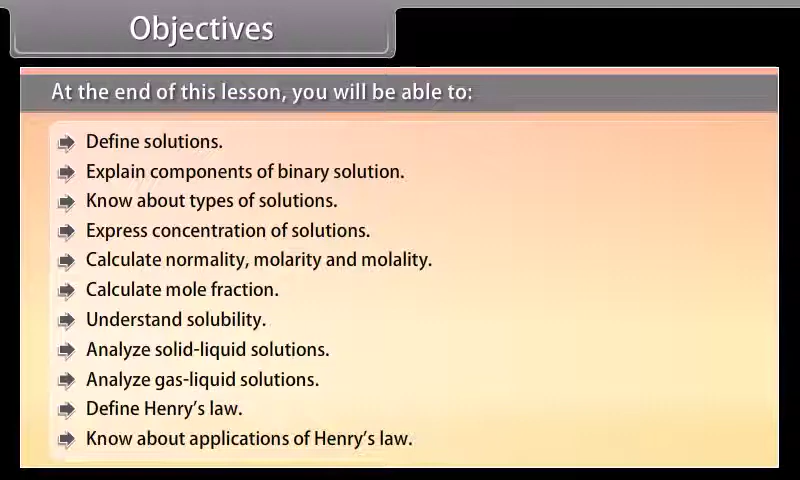 Objectives
At the end of this lesson, you will be able to:
Define solutions.
Explain components of binary solution.
Know about types of solutions.
Express concentration of solutions.
Calculate normality, molarity and molality.
Calculate mole fraction.
Understand solubility.
Analyze solid-liquid solutions.
Analyze gas-liquid solutions.
Define Henry's law.
Know about applications of Henry's law.